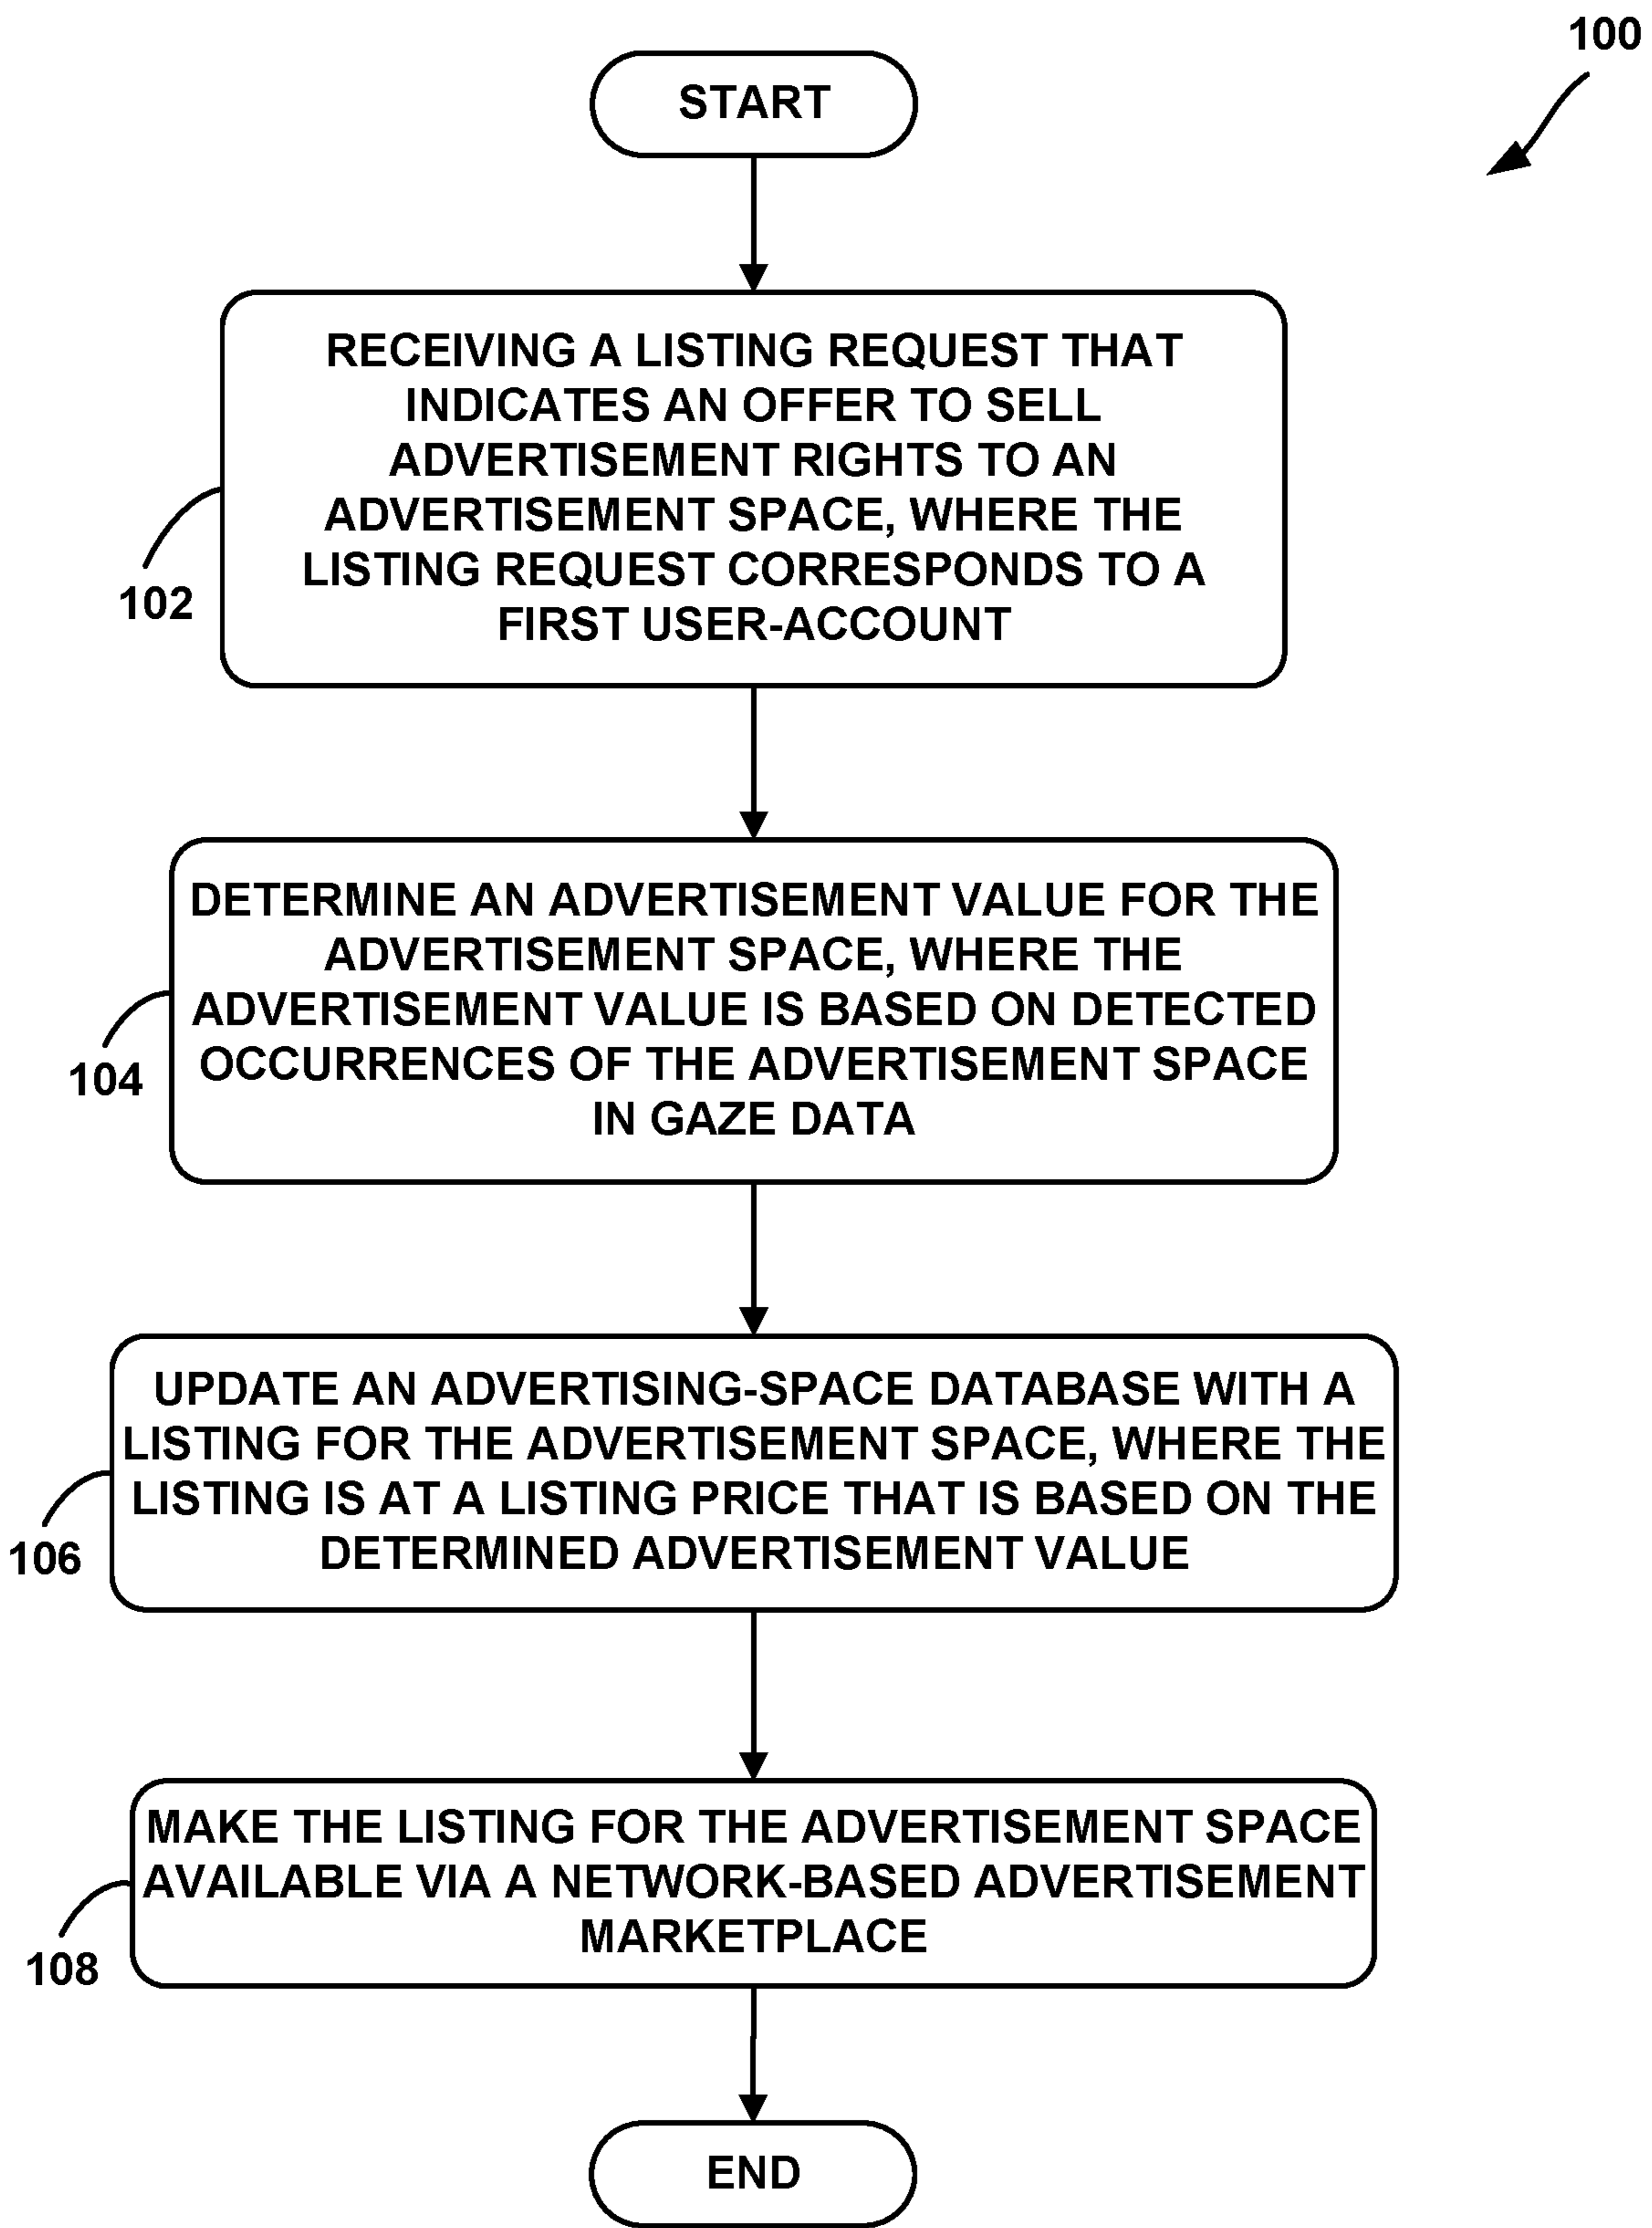 100
START
RECEIVING A LISTING REQUEST THAT
INDICATES AN OFFER TO SELL
ADVERTISEMENT RIGHTS TO AN
ADVERTISEMENT SPACE, WHERE THE
LISTING REQUEST CORRESPONDS TO A
FIRST USER-ACCOUNT
102
DETERMINE AN ADVERTISEMENT VALUE FOR THE
ADVERTISEMENT SPACE, WHERE THE
ADVERTISEMENT VALUE IS BASED ON DETECTED
OCCURRENCES OF THE ADVERTISEMENT SPACE
IN GAZE DATA
104
UPDATE AN ADVERTISING-SPACE DATABASE WITH A
LISTING FOR THE ADVERTISEMENT SPACE, WHERE THE
LISTING IS AT A LISTING PRICE THAT IS BASED ON THE
DETERMINED ADVERTISEMENT VALUE
106
MAKE THE LISTING FOR THE ADVERTISEMENT SPACE
AVAILABLE VIA A NETWORK-BASED ADVERTISEMENT
MARKETPLACE
108
END